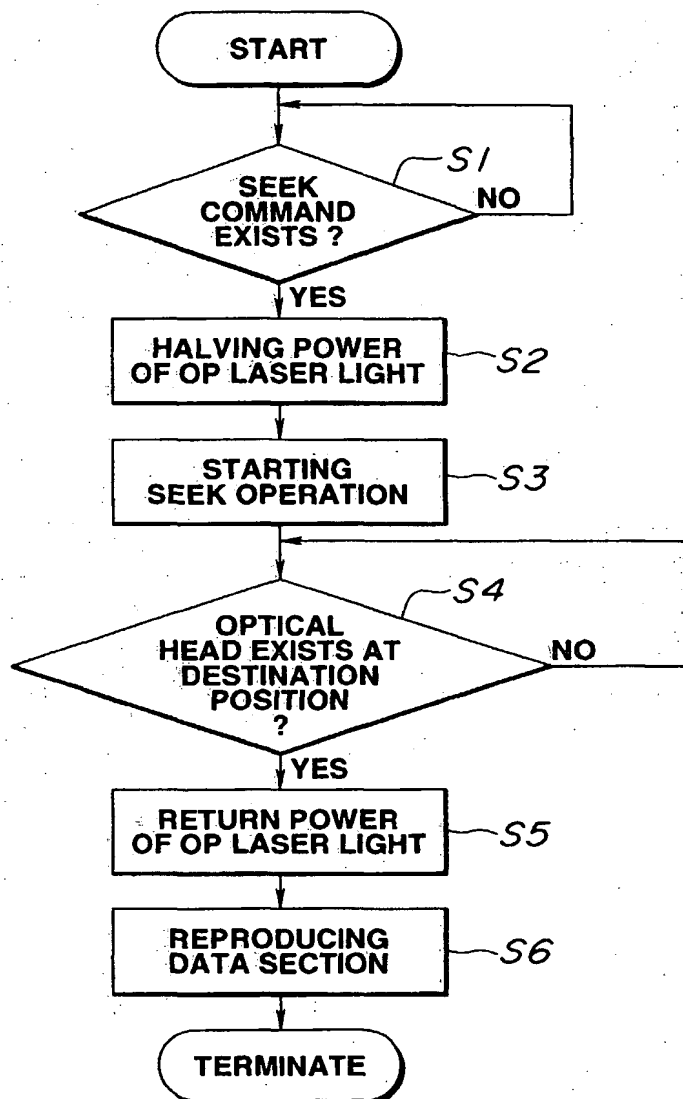 START
S1
SEEK
COMMAND
EXISTS ?
NO
YES
HALVING POWER
OF OP LASER LIGHT
S2
STARTING
SEEK OPERATION
S3
S4
OPTICAL
HEAD EXISTS AT
DESTINATION
POSITION
?
NO
YES
RETURN POWER
OF OP LASER LIGHT
S5
REPRODUCING
DATA SECTION
S6
TERMINATE